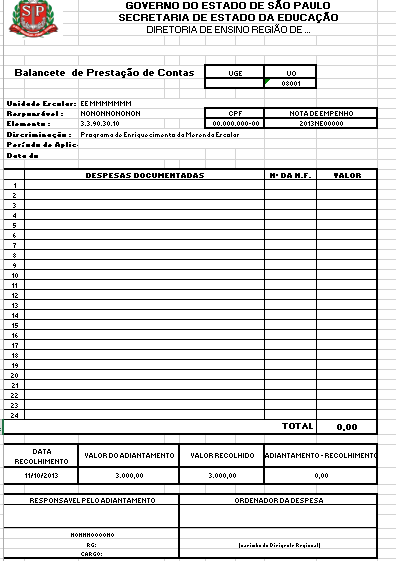 SP
GOVERNO DO ESTADO DE SÃO PAULO
SECRETARIA DE ESTADO DA EDUCAÇÃO
DIRETORIA DE ENSINO REGIÃO DE ...
Balancete de Prestação de Contas UGE UO
08001
Unidade Escolar: EEMMMMMMM
Responsável : NONONNONONON CPF NOTA DE EMPENHO
Elemento : 3.3.90.30.10 00.000.000-00 2013NE00000
Discriminação : Programa de Enriquecimento da Merenda Escolar
Período de Aplic
Data da
DESPESAS DOCUMENTADAS Nº DA N.F. VALOR
1
2
3
4
5
6
7
8
9
10
11
12
13
14
15
16
17
18
19
20
21
22
23
24
TOTAL 0,00
DATA RECOLHIMENTO VALOR DO ADIANTAMENTO VALOR RECOLHIDO ADIANTAMENTO - RECOLHIMENTO
11/10/2013 3.000,00 3.000,00 0,00
RESPONSAVEL PELO ADIANTAMENTO ORDENADOR DA DESPESA
RG: (carimbo do Dirigente Regional)
CARGO: